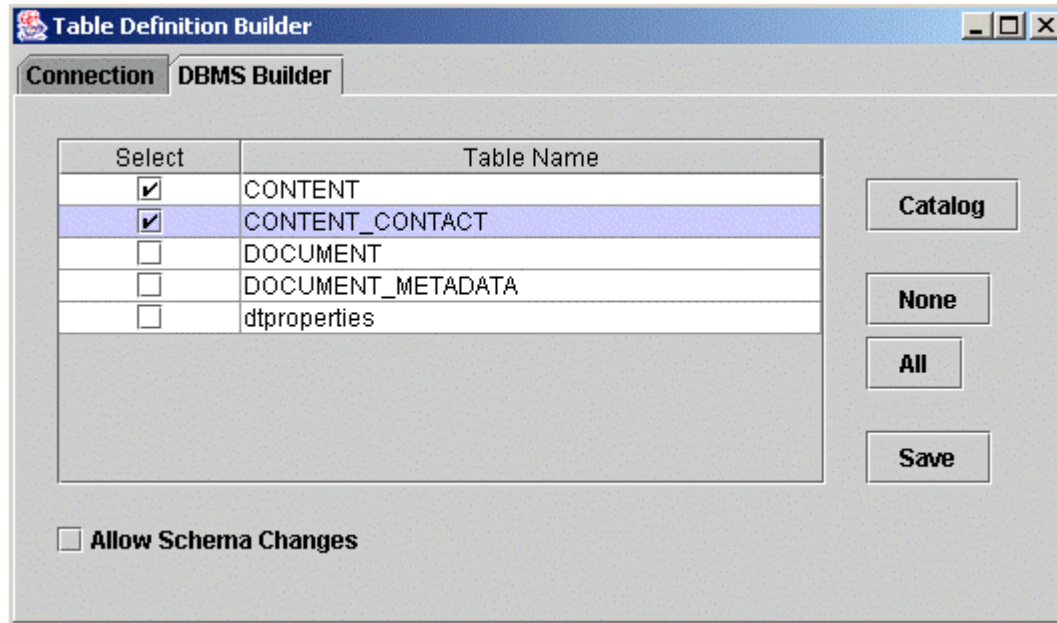 Table Definition Builder
Connection DBMS Builder
Select Table Name
CONTENT
CONTENT_CONTACT
DOCUMENT
DOCUMENT_METADATA
dtproperties
Catalog
None
All
Save
Allow Schema Changes